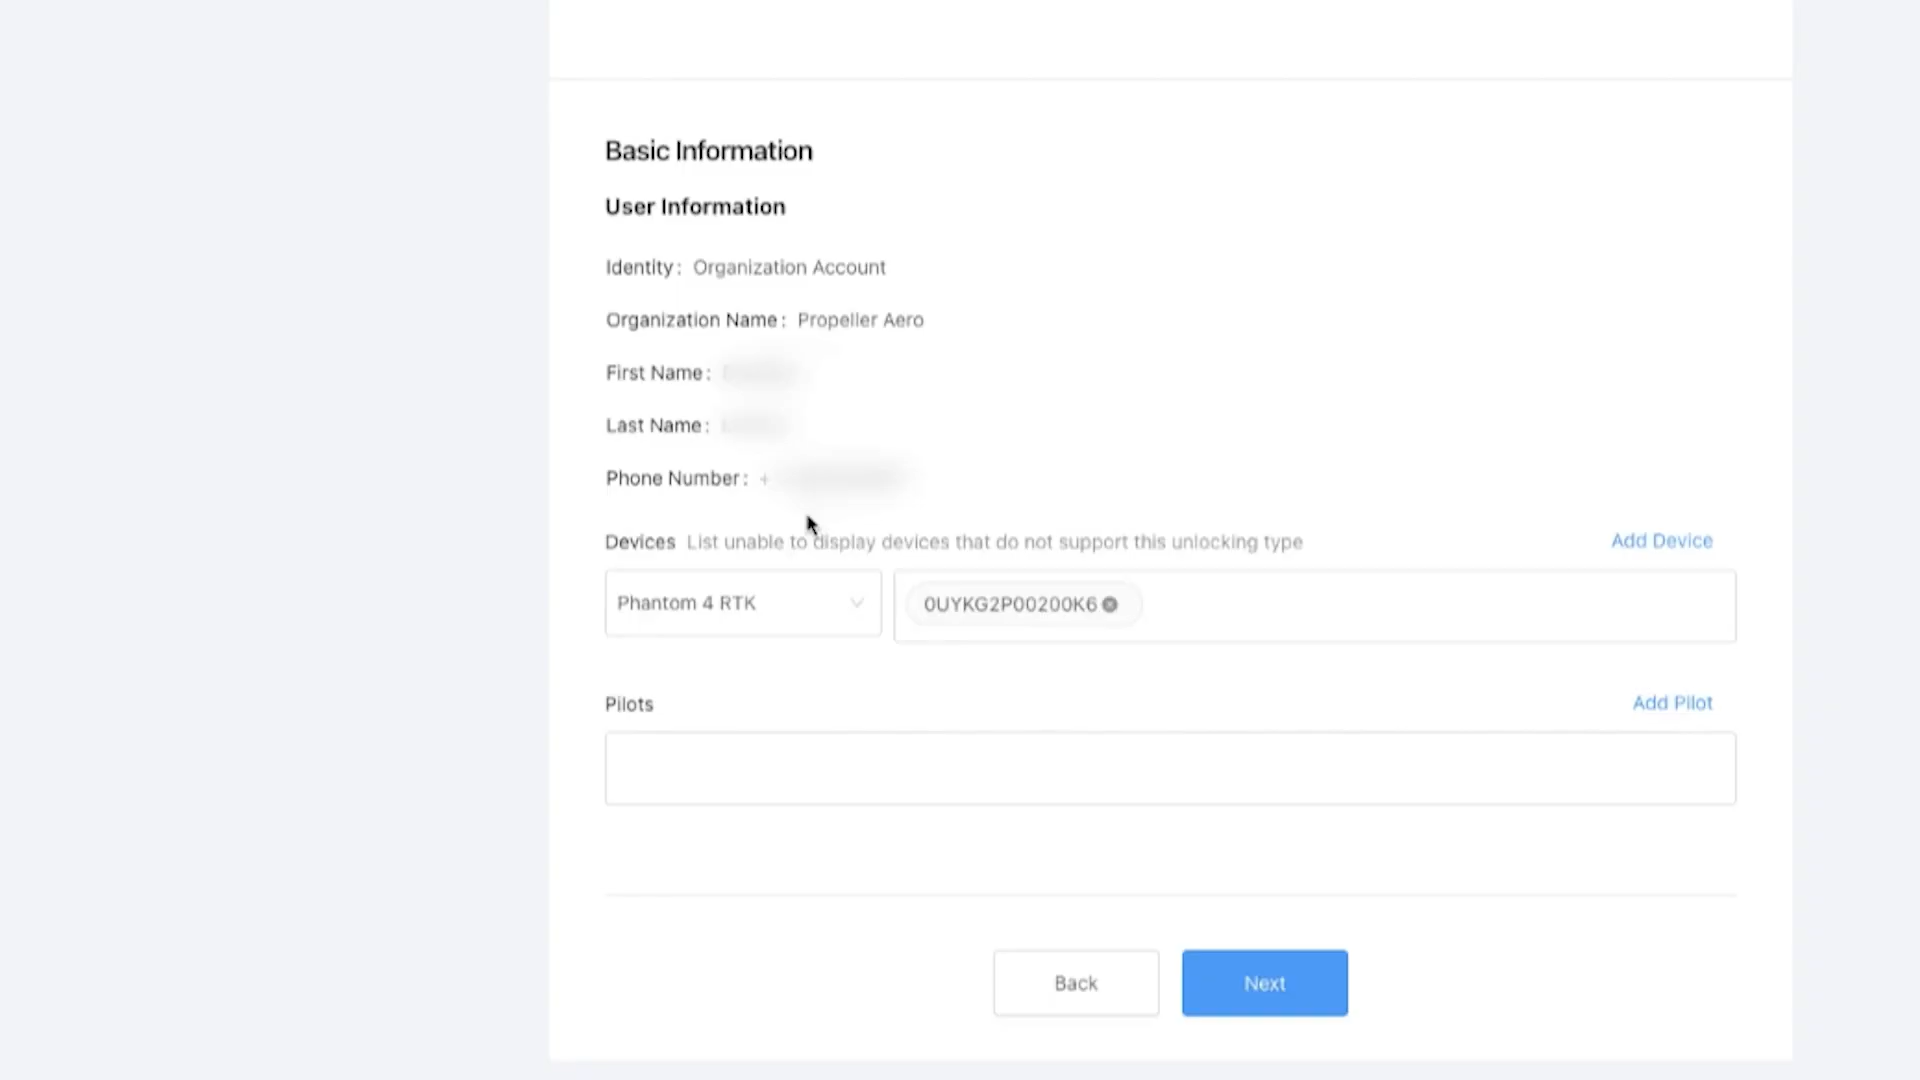 Basic Information
User Information
Identity: Organization Account
Organization Name: Propeller Aero
First Name:
Last Name:
Phone Number: +
Devices List unable to display devices that do not support this unlocking type Add Device
Phantom 4 RTK 0UYKG2P00200K6
Pilots Add Pilot
Back Next